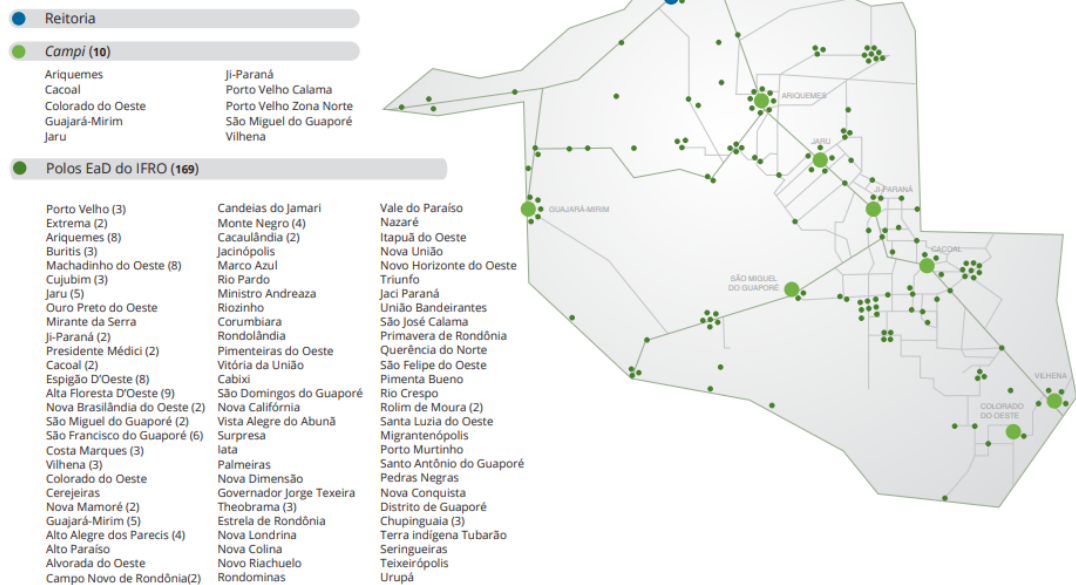 Reitoria
Campi (10)
Ariquemes
Cacoal
Colorado do Oeste
Guajará-Mirim
Jaru
Ji-Paraná
Porto Velho Calama
Porto Velho Zona Norte
São Miguel do Guaporé
Vilhena
Polos EaD do IFRO (169)
Porto Velho (3)
Extrema (2)
Ariquemes (8)
Buritis (3)
Machadinho do Oeste (8)
Cujubim (3)
Jaru (5)
Ouro Preto do Oeste
Mirante da Serra
Ji-Paraná (2)
Presidente Médici (2)
Cacoal (2)
Espigão D'Oeste (8)
Alta Floresta D'Oeste (9)
Nova Brasilândia do Oeste (2)
São Miguel do Guaporé (2)
São Francisco do Guaporé (6)
Costa Marques (3)
Vilhena (3)
Colorado do Oeste
Cerejeiras
Nova Mamoré (2)
Guajará-Mirim (5)
Alto Alegre dos Parecis (4)
Alto Paraíso
Alvorada do Oeste
Campo Novo de Rondônia(2)
Candeias do Jamari
Monte Negro (4)
Cacaulândia (2)
Jacinópolis
Marco Azul
Rio Pardo
Ministro Andreaza
Riozinho
Corumbiara
Rondolândia
Pimenteiras do Oeste
Vitória da União
Cabixi
São Domingos do Guaporé
Nova Califórnia
Vista Alegre do Abunã
Surpresa
Iata
Palmeiras
Nova Dimensão
Governador Jorge Texeira
Theobrama (3)
Estrela de Rondônia
Nova Londrina
Nova Colina
Novo Riachuelo
Rondominas
Vale do Paraíso
Nazaré
Itapuã do Oeste
Nova União
Novo Horizonte do Oeste
Triunfo
Jaci Paraná
União Bandeirantes
São José Calama
Primavera de Rondônia
Querência do Norte
São Felipe do Oeste
Pimenta Bueno
Rio Crespo
Rolim de Moura (2)
Santa Luzia do Oeste
Migrantenópolis
Porto Murtinho
Santo Antônio do Guaporé
Pedras Negras
Nova Conquista
Distrito de Guaporé
Chupinguaia (3)
Terra indígena Tubarão
Seringueiras
Teixeirópolis
Urupá
ARIQUEMES
JARU
JI-PARANÁ
GUAJARÁ-MIRIM
CACOAL
SÃO MIGUEL
DO GUAPORÉ
VILHENA
COLORADO
DO OESTE